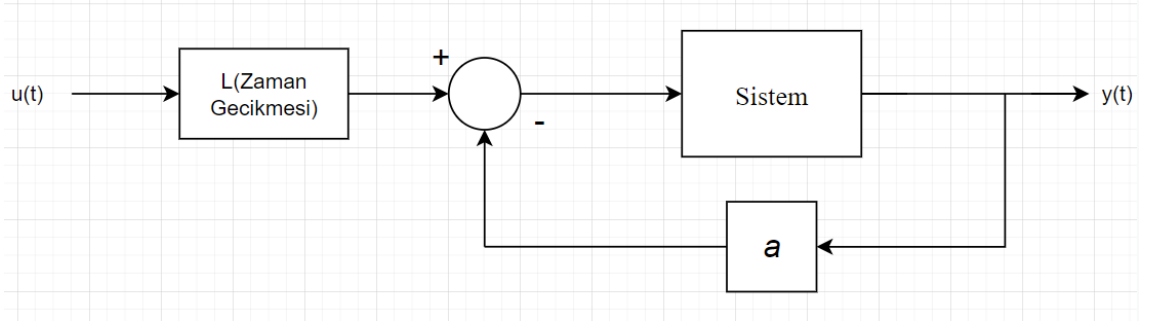 +
u(t)
L(Zaman
Gecikmesi)
Sistem
y(t)
-
a